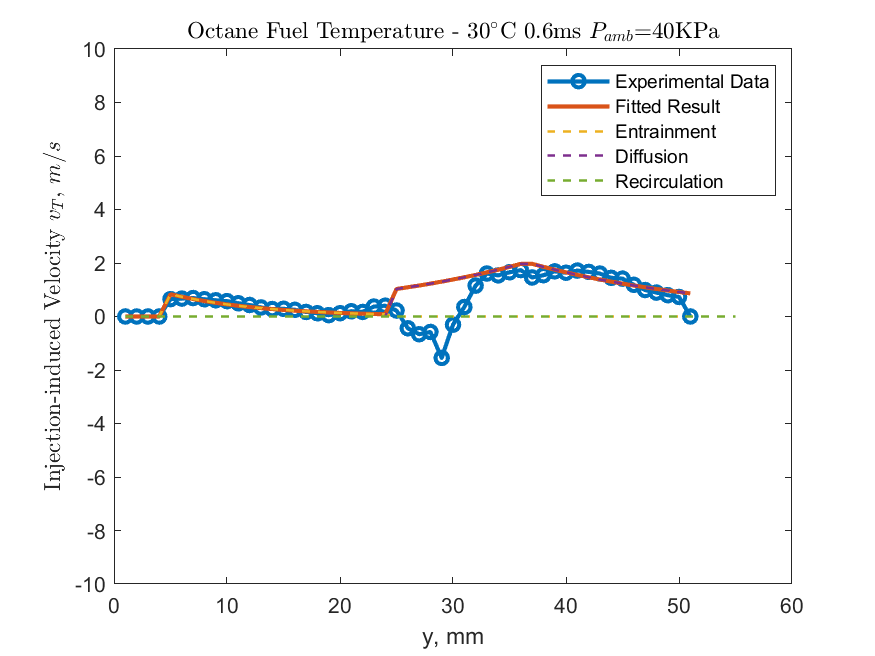 Octane Fuel Temperature - 30°C 0.6ms P_amb=40KPa
Experimental Data
Fitted Result
Entrainment
Diffusion
Recirculation
Injection-induced Velocity v_T, m/s
10
8
6
4
2
0
-2
-4
-6
-8
-10
0 10 20 30 40 50 60
y, mm